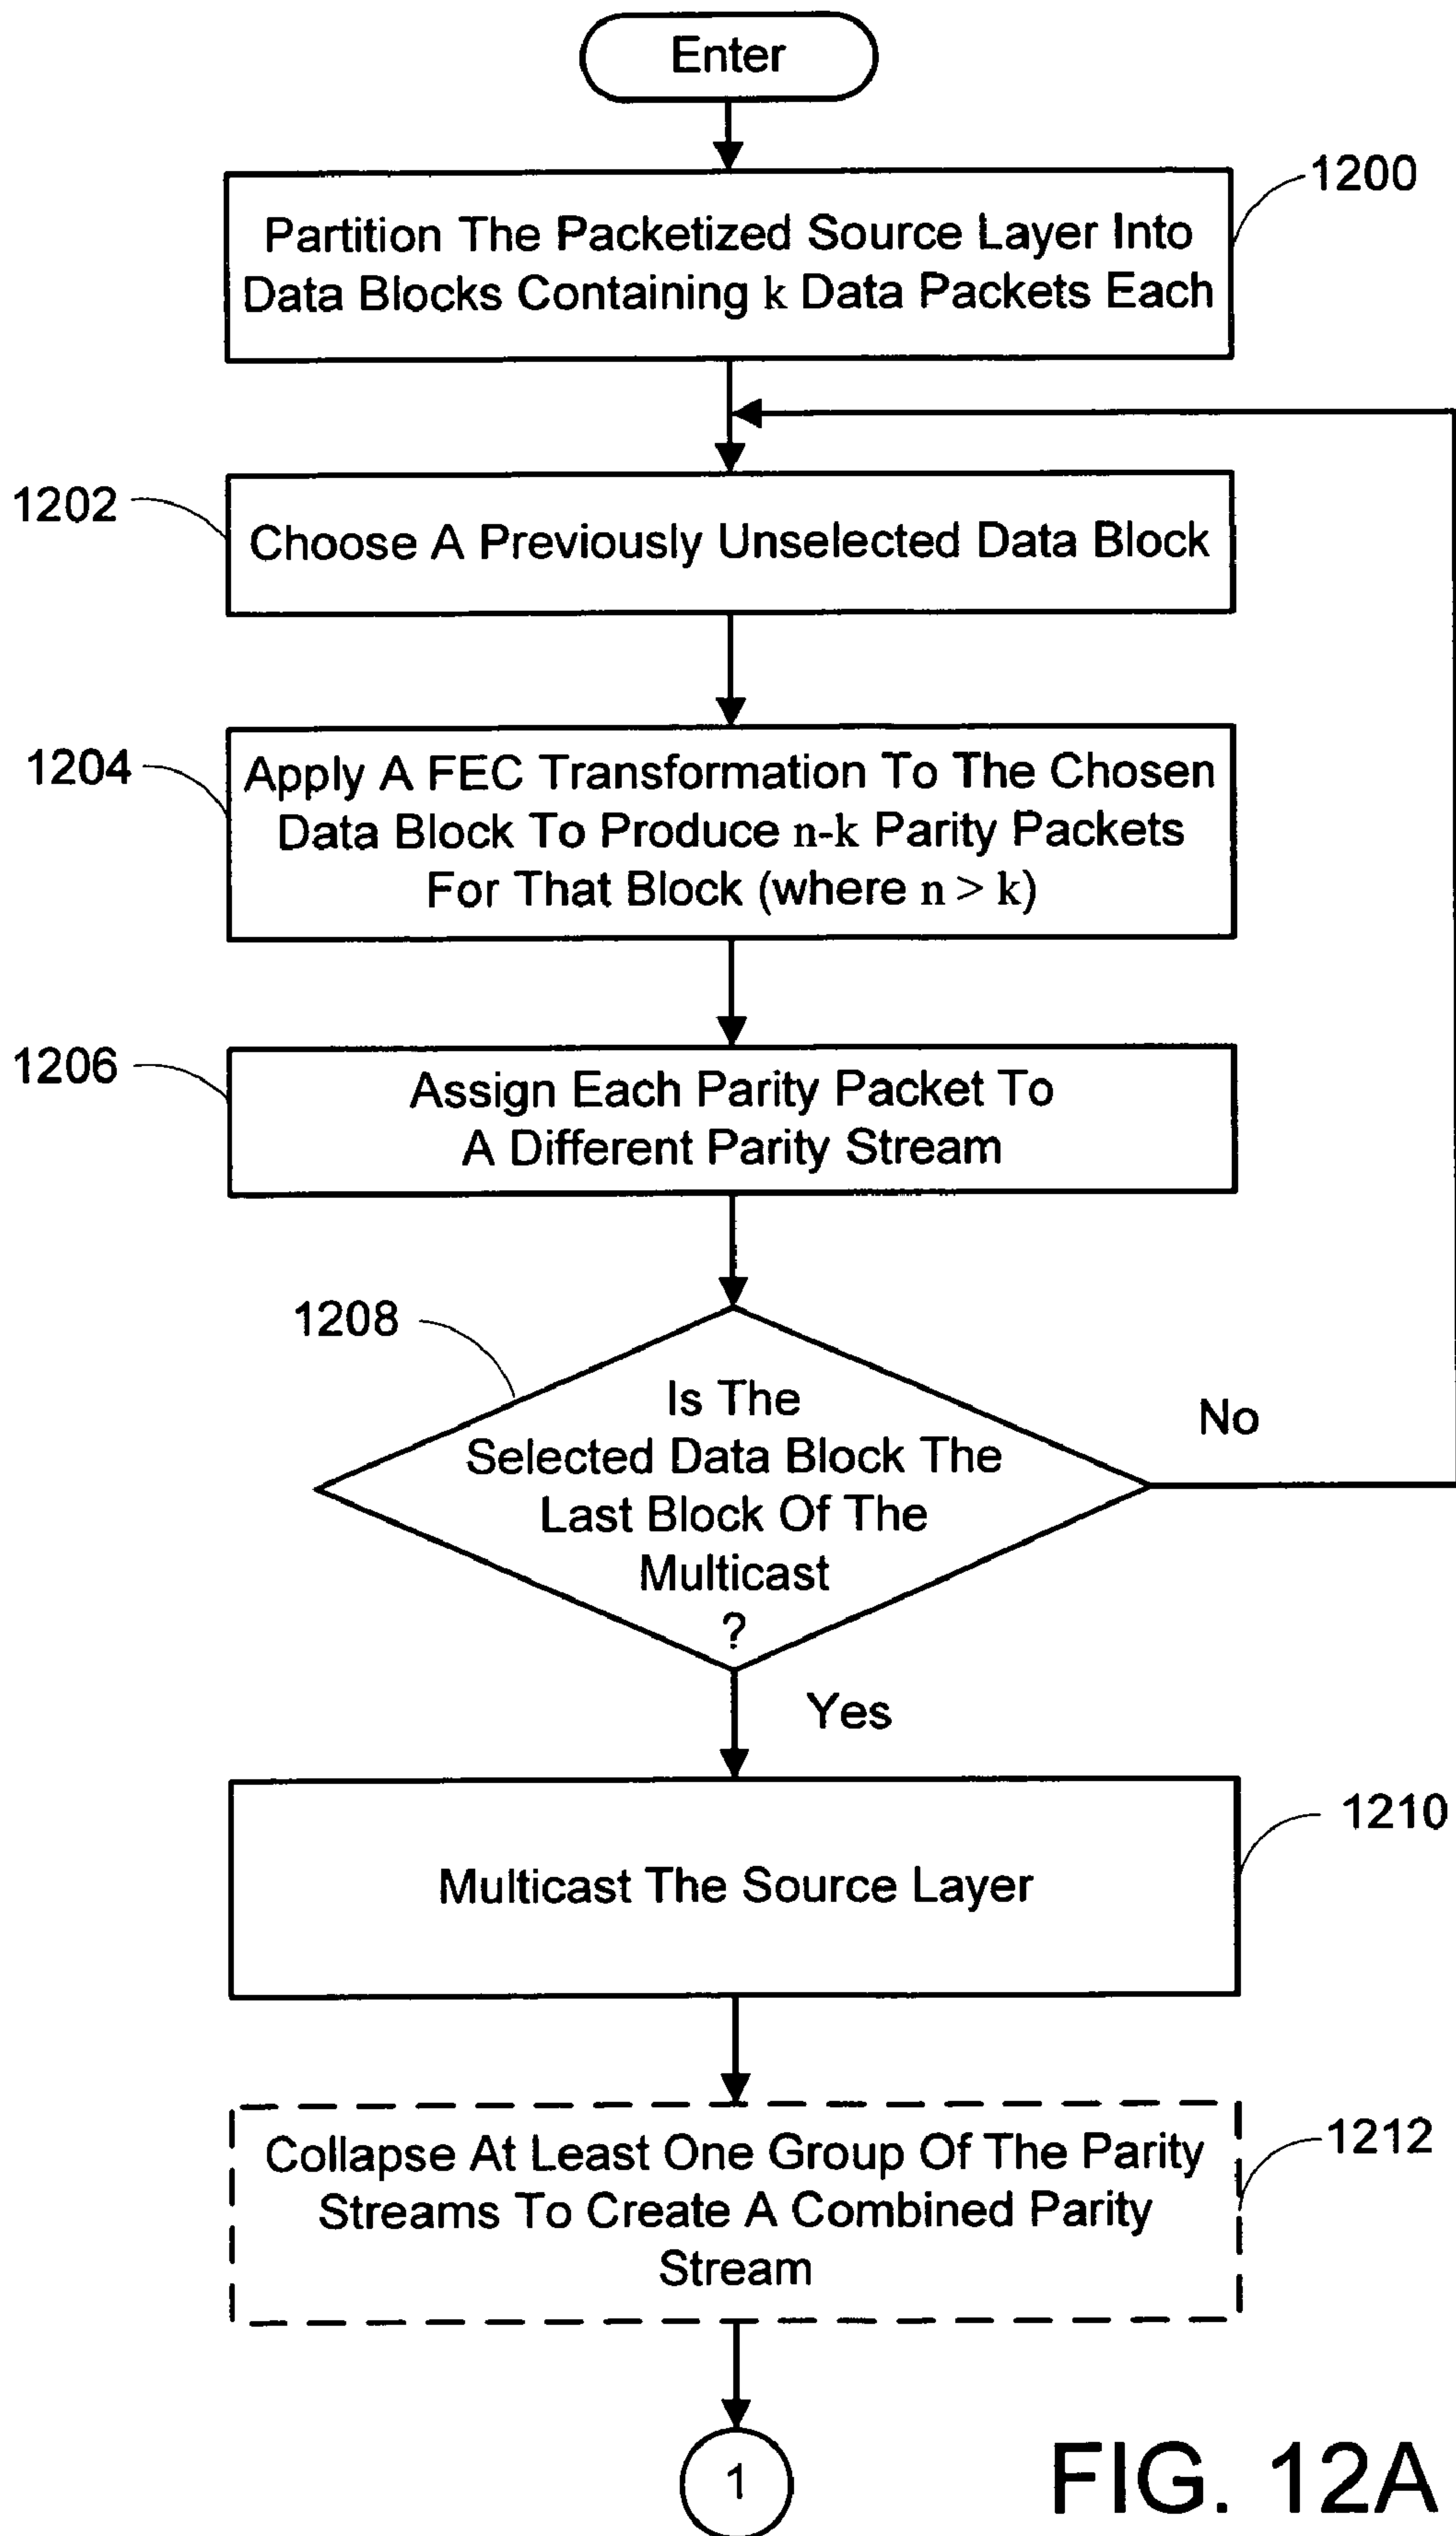 Enter
1200
Partition The Packetized Source Layer Into
Data Blocks Containing k Data Packets Each
1202
Choose A Previously Unselected Data Block
1204
Apply A FEC Transformation To The Chosen
Data Block To Produce n-k Parity Packets
For That Block (where n > k)
1206
Assign Each Parity Packet To
A Different Parity Stream
1208
Is The
Selected Data Block The
Last Block Of The
Multicast
?
No
Yes
1210
Multicast The Source Layer
1212
Collapse At Least One Group Of The Parity
Streams To Create A Combined Parity
Stream
1
FIG. 12A